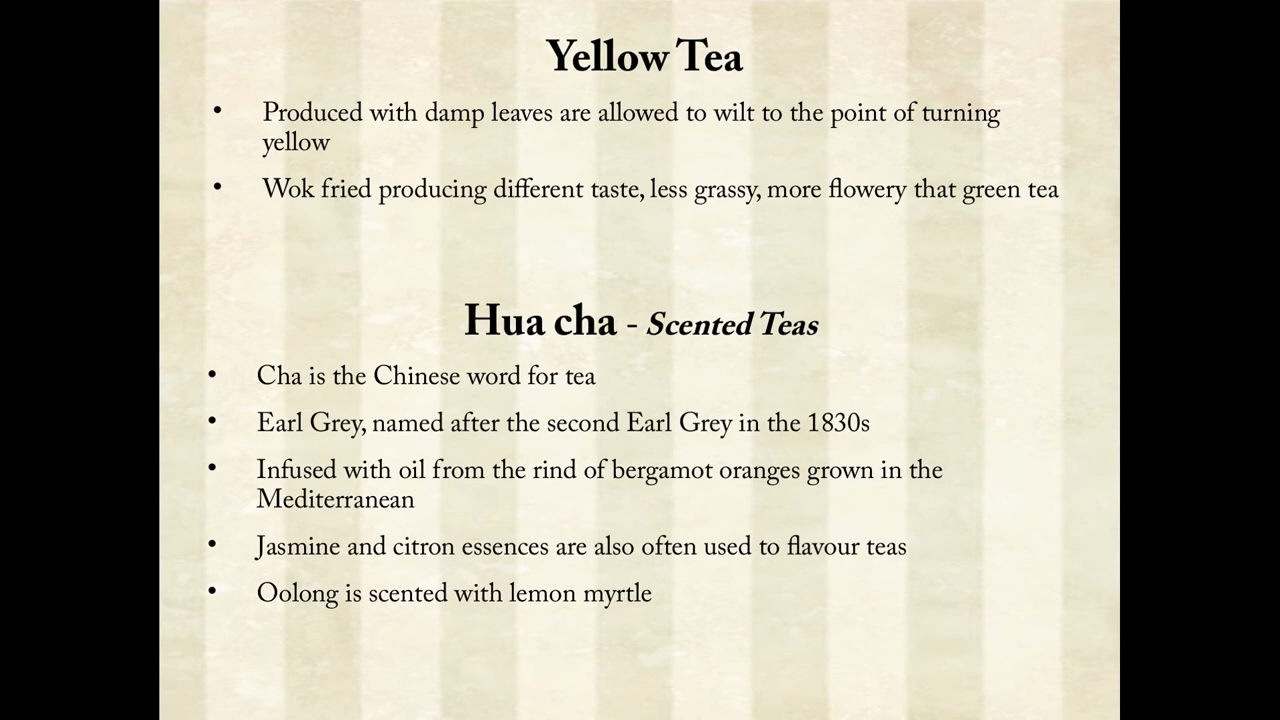 Yellow Tea
• Produced with damp leaves are allowed to wilt to the point of turning
yellow
• Wok fried producing different taste, less grassy, more flowery that green tea
Hua cha - Scented Teas
• Cha is the Chinese word for tea
• Earl Grey, named after the second Earl Grey in the 1830s
• Infused with oil from the rind of bergamot oranges grown in the
Mediterranean
• Jasmine and citron essences are also often used to flavour teas
• Oolong is scented with lemon myrtle